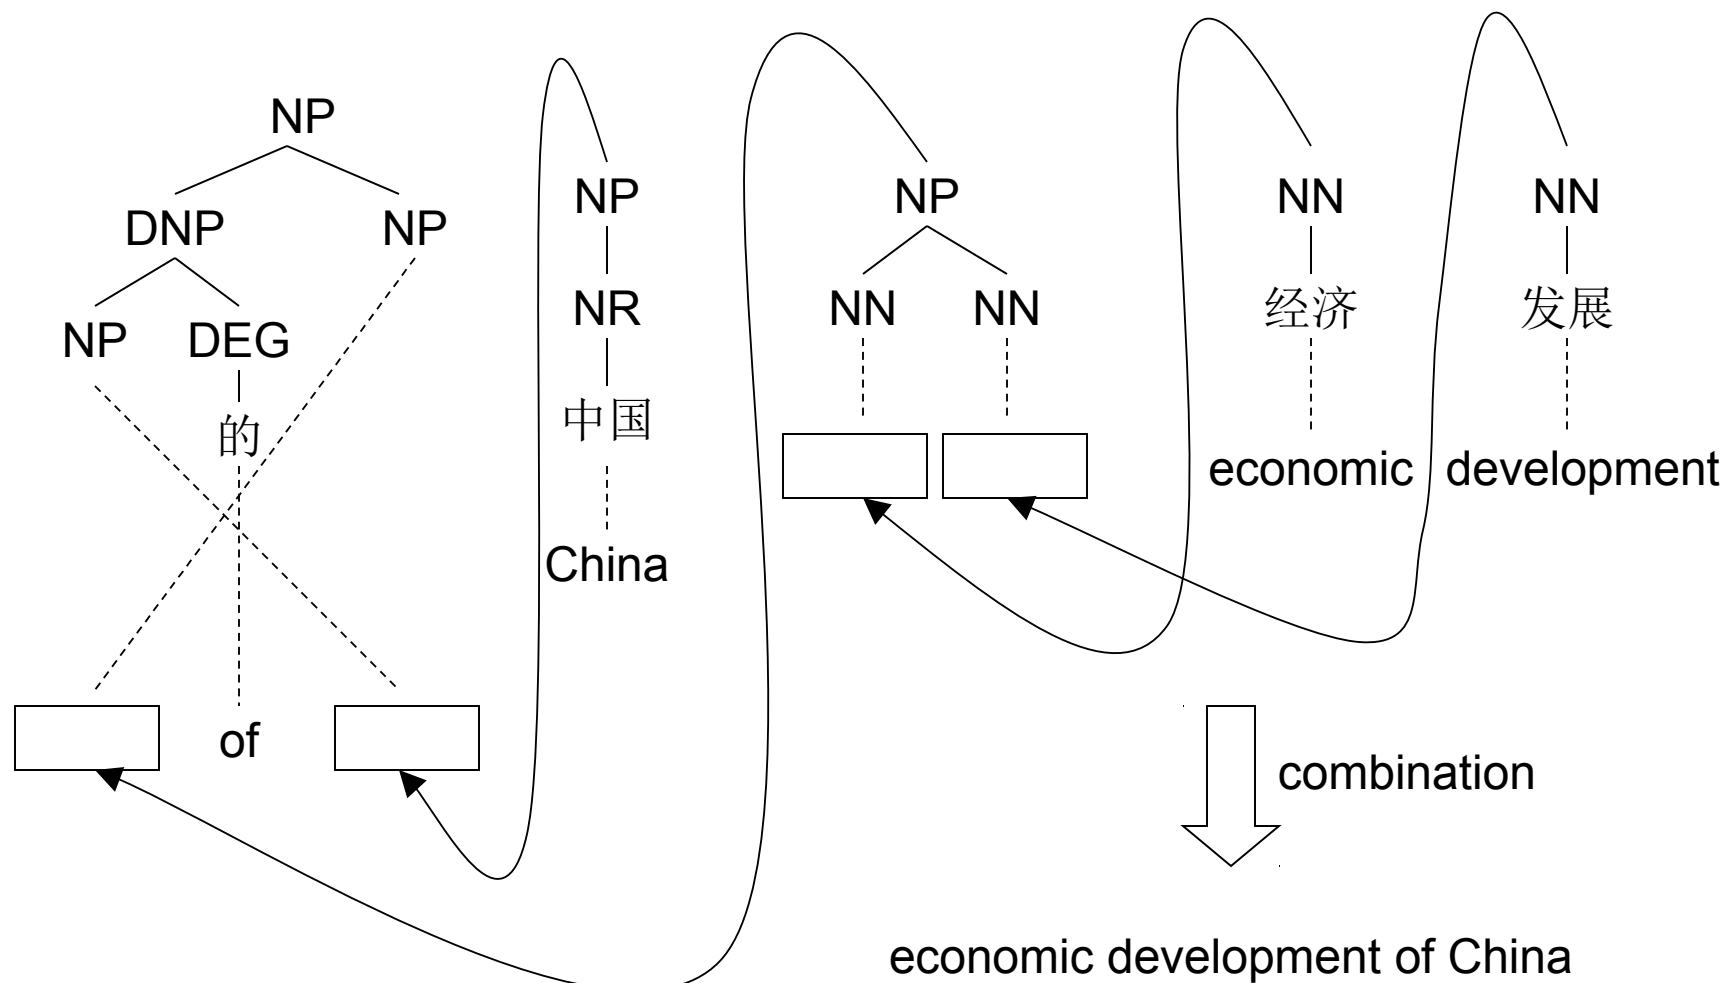 NP
DNP NP
NP DEG
的
of
NP
NR
中国
China
NP
NN NN
NN
经济
economic
NN
发展
development
combination
economic development of China